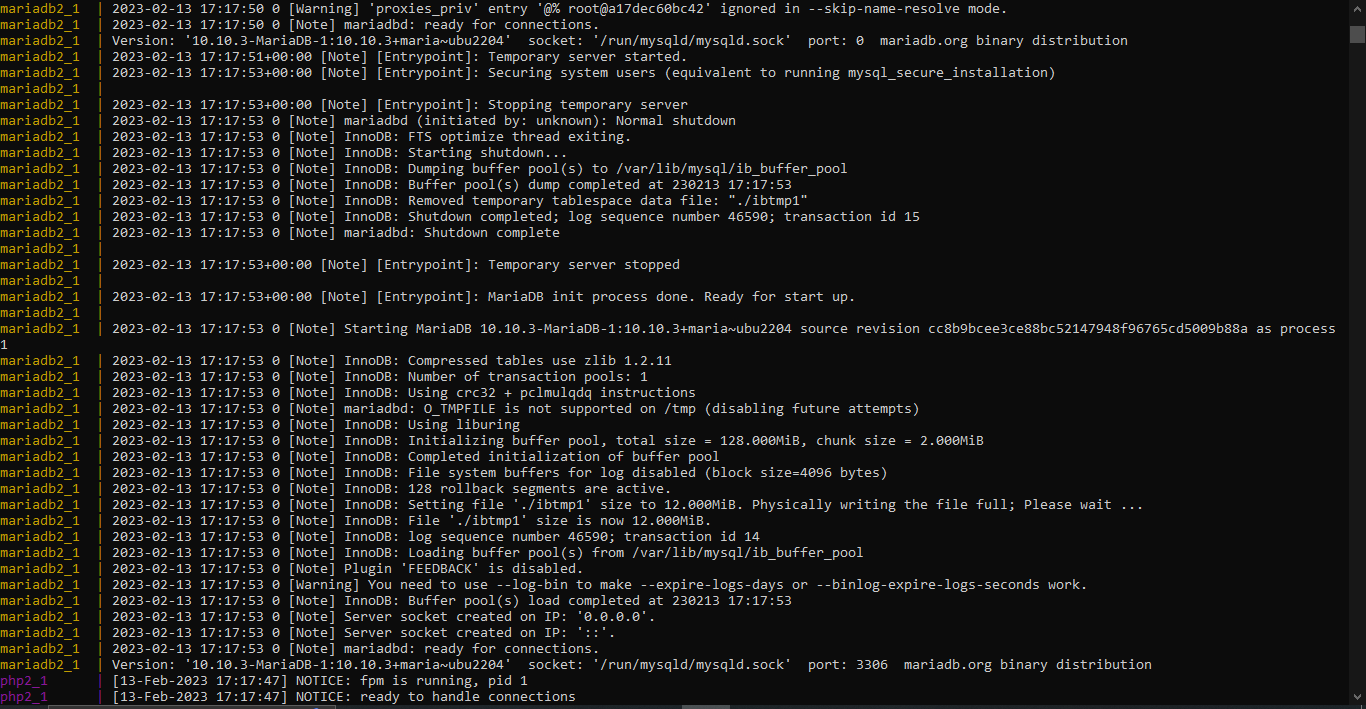 mariadb2_1  | 2023-02-13 17:17:50 0 [Warning] 'proxies_priv' entry '@% root@a17dec60bc42' ignored in --skip-name-resolve mode.
mariadb2_1  | 2023-02-13 17:17:50 0 [Note] mariadbd: ready for connections.
mariadb2_1  | Version: '10.10.3-MariaDB-1:10.10.3+maria~ubu2204'  socket: '/run/mysqld/mysqld.sock'  port: 0  mariadb.org binary distribution
mariadb2_1  | 2023-02-13 17:17:51+00:00 [Note] [Entrypoint]: Temporary server started.
mariadb2_1  | 2023-02-13 17:17:53+00:00 [Note] [Entrypoint]: Securing system users (equivalent to running mysql_secure_installation)
mariadb2_1  |
mariadb2_1  | 2023-02-13 17:17:53+00:00 [Note] [Entrypoint]: Stopping temporary server
mariadb2_1  | 2023-02-13 17:17:53 0 [Note] mariadbd (initiated by: unknown): Normal shutdown
mariadb2_1  | 2023-02-13 17:17:53 0 [Note] InnoDB: FTS optimize thread exiting.
mariadb2_1  | 2023-02-13 17:17:53 0 [Note] InnoDB: Starting shutdown...
mariadb2_1  | 2023-02-13 17:17:53 0 [Note] InnoDB: Dumping buffer pool(s) to /var/lib/mysql/ib_buffer_pool
mariadb2_1  | 2023-02-13 17:17:53 0 [Note] InnoDB: Buffer pool(s) dump completed at 230213 17:17:53
mariadb2_1  | 2023-02-13 17:17:53 0 [Note] InnoDB: Removed temporary tablespace data file: "./ibtmp1"
mariadb2_1  | 2023-02-13 17:17:53 0 [Note] InnoDB: Shutdown completed; log sequence number 46590; transaction id 15
mariadb2_1  | 2023-02-13 17:17:53 0 [Note] mariadbd: Shutdown complete
mariadb2_1  |
mariadb2_1  | 2023-02-13 17:17:53+00:00 [Note] [Entrypoint]: Temporary server stopped
mariadb2_1  |
mariadb2_1  | 2023-02-13 17:17:53+00:00 [Note] [Entrypoint]: MariaDB init process done. Ready for start up.
mariadb2_1  |
mariadb2_1  | 2023-02-13 17:17:53 0 [Note] Starting MariaDB 10.10.3-MariaDB-1:10.10.3+maria~ubu2204 source revision cc8b9bcee3ce88bc52147948f96765cd5009b88a as process
1
mariadb2_1  | 2023-02-13 17:17:53 0 [Note] InnoDB: Compressed tables use zlib 1.2.11
mariadb2_1  | 2023-02-13 17:17:53 0 [Note] InnoDB: Number of transaction pools: 1
mariadb2_1  | 2023-02-13 17:17:53 0 [Note] InnoDB: Using crc32 + pclmulqdq instructions
mariadb2_1  | 2023-02-13 17:17:53 0 [Note] mariadbd: O_TMPFILE is not supported on /tmp (disabling future attempts)
mariadb2_1  | 2023-02-13 17:17:53 0 [Note] InnoDB: Using liburing
mariadb2_1  | 2023-02-13 17:17:53 0 [Note] InnoDB: Initializing buffer pool, total size = 128.000MiB, chunk size = 2.000MiB
mariadb2_1  | 2023-02-13 17:17:53 0 [Note] InnoDB: Completed initialization of buffer pool
mariadb2_1  | 2023-02-13 17:17:53 0 [Note] InnoDB: File system buffers for log disabled (block size=4096 bytes)
mariadb2_1  | 2023-02-13 17:17:53 0 [Note] InnoDB: 128 rollback segments are active.
mariadb2_1  | 2023-02-13 17:17:53 0 [Note] InnoDB: Setting file './ibtmp1' size to 12.000MiB. Physically writing the file full; Please wait ...
mariadb2_1  | 2023-02-13 17:17:53 0 [Note] InnoDB: File './ibtmp1' size is now 12.000MiB.
mariadb2_1  | 2023-02-13 17:17:53 0 [Note] InnoDB: log sequence number 46590; transaction id 14
mariadb2_1  | 2023-02-13 17:17:53 0 [Note] InnoDB: Loading buffer pool(s) from /var/lib/mysql/ib_buffer_pool
mariadb2_1  | 2023-02-13 17:17:53 0 [Note] Plugin 'FEEDBACK' is disabled.
mariadb2_1  | 2023-02-13 17:17:53 0 [Warning] You need to use --log-bin to make --expire-logs-days or --binlog-expire-logs-seconds work.
mariadb2_1  | 2023-02-13 17:17:53 0 [Note] InnoDB: Buffer pool(s) load completed at 230213 17:17:53
mariadb2_1  | 2023-02-13 17:17:53 0 [Note] Server socket created on IP: '0.0.0.0'.
mariadb2_1  | 2023-02-13 17:17:53 0 [Note] Server socket created on IP: '::'.
mariadb2_1  | 2023-02-13 17:17:53 0 [Note] mariadbd: ready for connections.
mariadb2_1  | Version: '10.10.3-MariaDB-1:10.10.3+maria~ubu2204'  socket: '/run/mysqld/mysqld.sock'  port: 3306  mariadb.org binary distribution
php2_1      | [13-Feb-2023 17:17:47] NOTICE: fpm is running, pid 1
php2_1      | [13-Feb-2023 17:17:47] NOTICE: ready to handle connections